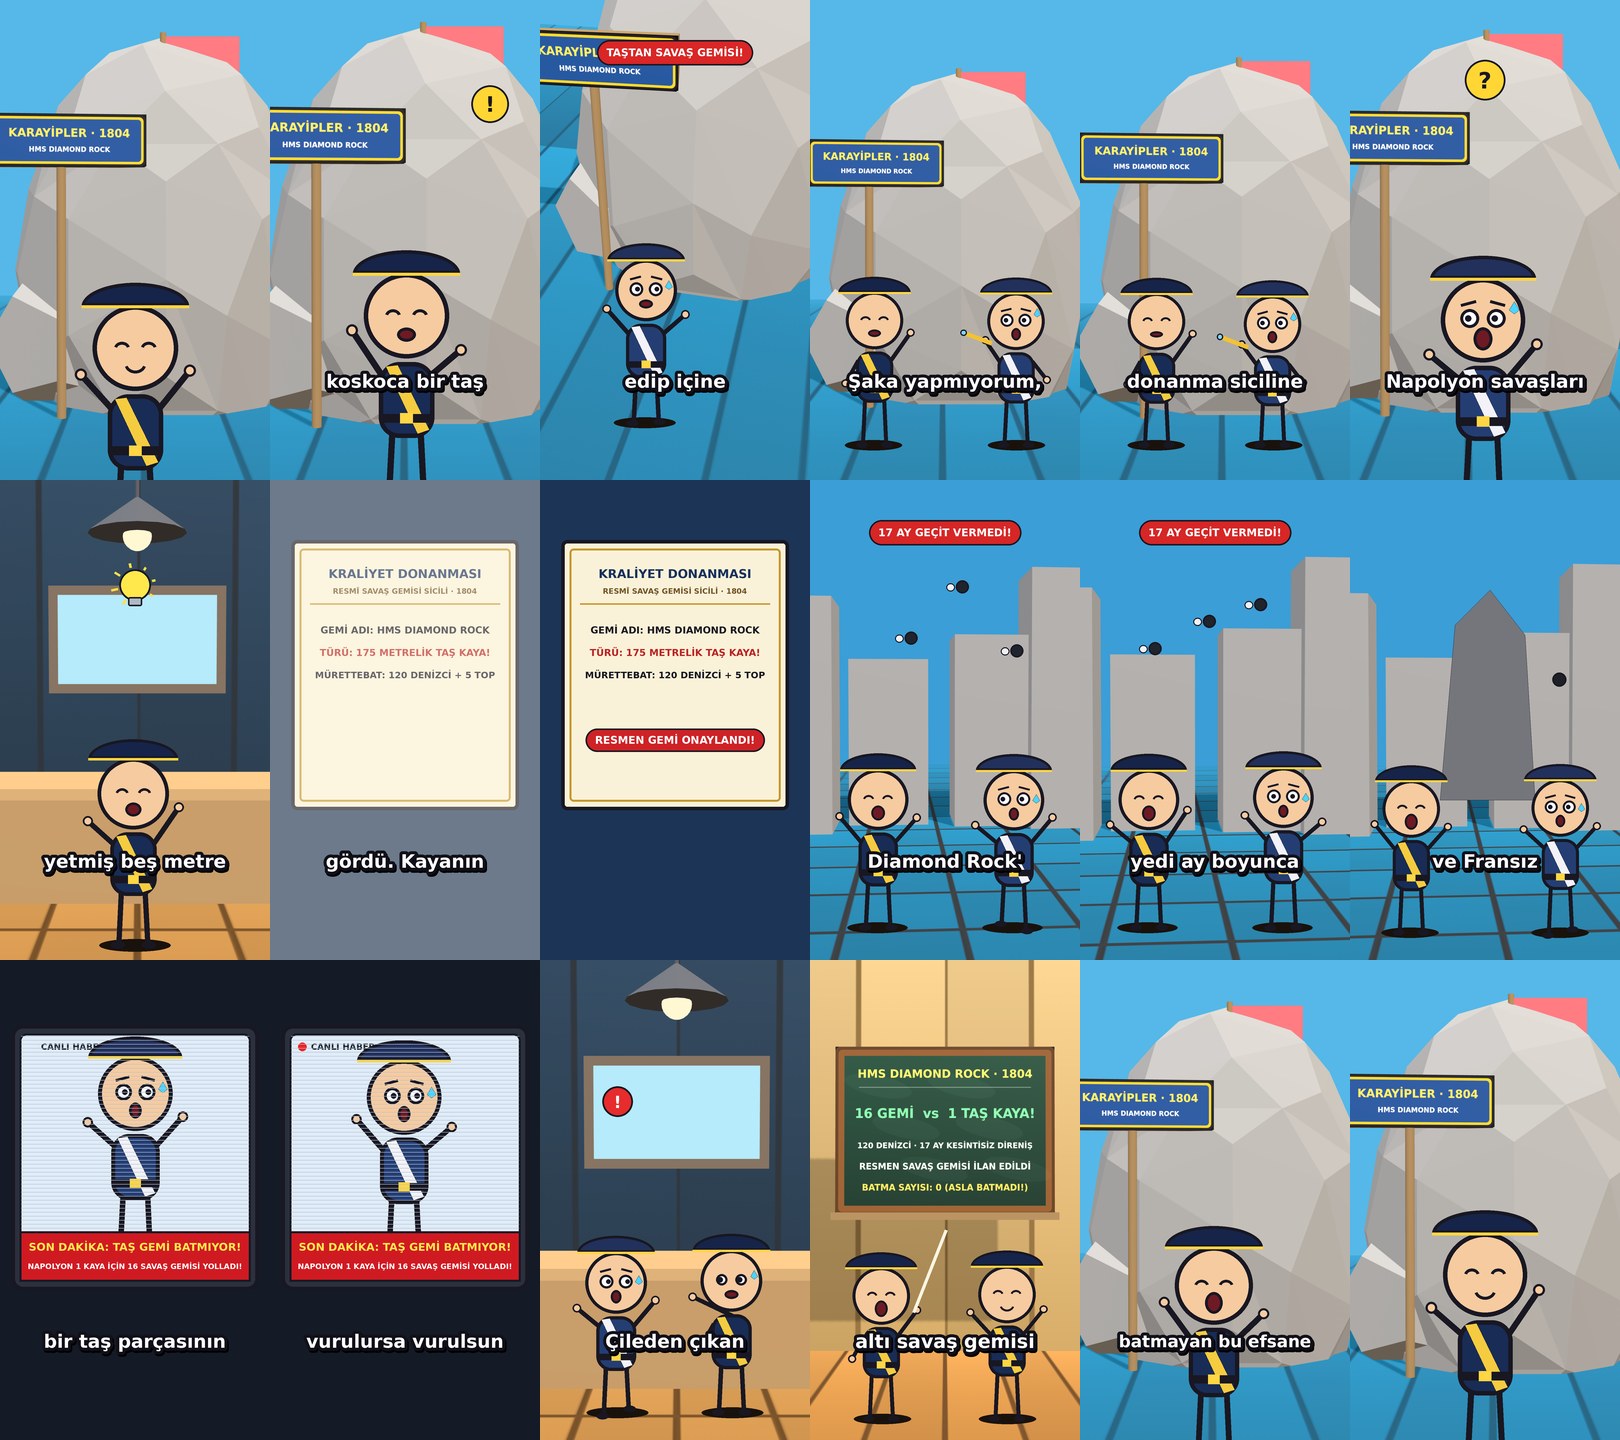 KARAYİPLER · 1804
HMS DIAMOND ROCK
ARAYİPLER · 1804
HMS DIAMOND ROCK
!
koskoca bir taş
KARAYİPL
HMS DIAMOND ROCK
TAŞTAN SAVAŞ GEMİSİ!
edip içine
KARAYİPLER · 1804
HMS DIAMOND ROCK
Şaka yapmıyorum,
KARAYİPLER · 1804
HMS DIAMOND ROCK
donanma siciline
RAYİPLER · 1804
HMS DIAMOND ROCK
?
Napolyon savaşları
yetmiş beş metre
KRALİYET DONANMASI
RESMİ SAVAŞ GEMİSİ SİCİLİ · 1804
GEMİ ADI: HMS DIAMOND ROCK
TÜRÜ: 175 METRELİK TAŞ KAYA!
MÜRETTEBAT: 120 DENİZCİ + 5 TOP
gördü. Kayanın
KRALİYET DONANMASI
RESMİ SAVAŞ GEMİSİ SİCİLİ · 1804
GEMİ ADI: HMS DIAMOND ROCK
TÜRÜ: 175 METRELİK TAŞ KAYA!
MÜRETTEBAT: 120 DENİZCİ + 5 TOP
RESMEN GEMİ ONAYLANDI!
17 AY GEÇİT VERMEDİ!
Diamond Rock'
17 AY GEÇİT VERMEDİ!
yedi ay boyunca
ve Fransız
CANLI HABE
SON DAKİKA: TAŞ GEMİ BATMIYOR!
NAPOLYON 1 KAYA İÇİN 16 SAVAŞ GEMİSİ YOLLADI!
bir taş parçasının
CANLI HABER
SON DAKİKA: TAŞ GEMİ BATMIYOR!
NAPOLYON 1 KAYA İÇİN 16 SAVAŞ GEMİSİ YOLLADI!
vurulursa vurulsun
!
Çileden çıkan
HMS DIAMOND ROCK · 1804
16 GEMİ vs 1 TAŞ KAYA!
120 DENİZCİ · 17 AY KESİNTİSİZ DİRENİŞ
RESMEN SAVAŞ GEMİSİ İLAN EDİLDİ
BATMA SAYISI: 0 (ASLA BATMADI!)
altı savaş gemisi
KARAYİPLER · 1804
HMS DIAMOND ROCK
batmayan bu efsane
KARAYİPLER · 1804
HMS DIAMOND ROCK